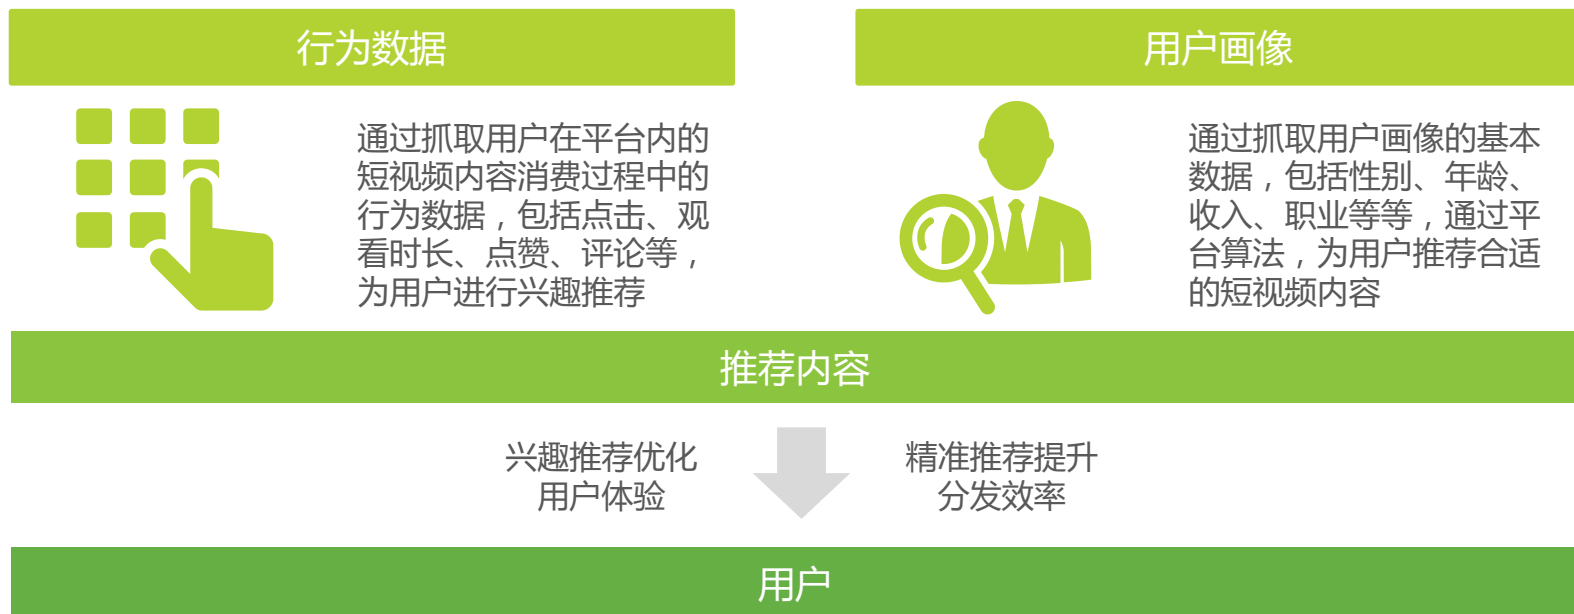 行为数据
通过抓取用户在平台内的
短视频内容消费过程中的
行为数据，包括点击、观
看时长、点赞、评论等，
为用户进行兴趣推荐
用户画像
通过抓取用户画像的基本
数据，包括性别、年龄、
收入、职业等等，通过平
台算法，为用户推荐合适
的短视频内容
推荐内容
兴趣推荐优化
用户体验
精准推荐提升
分发效率
用户